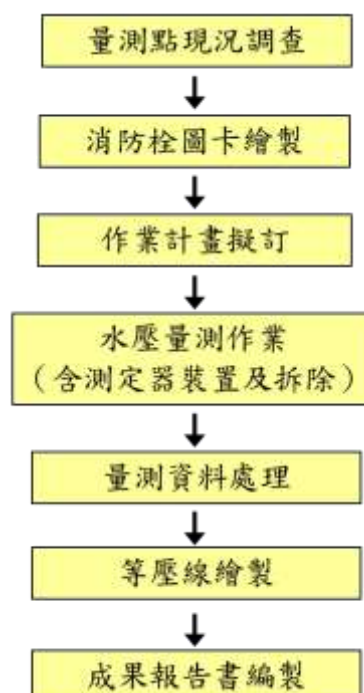 量測點現況調查
消防栓圖卡繪製
作業計畫擬訂
水壓量測作業
（含測定器裝置及拆除）
量測資料處理
等壓線繪製
成果報告書編製